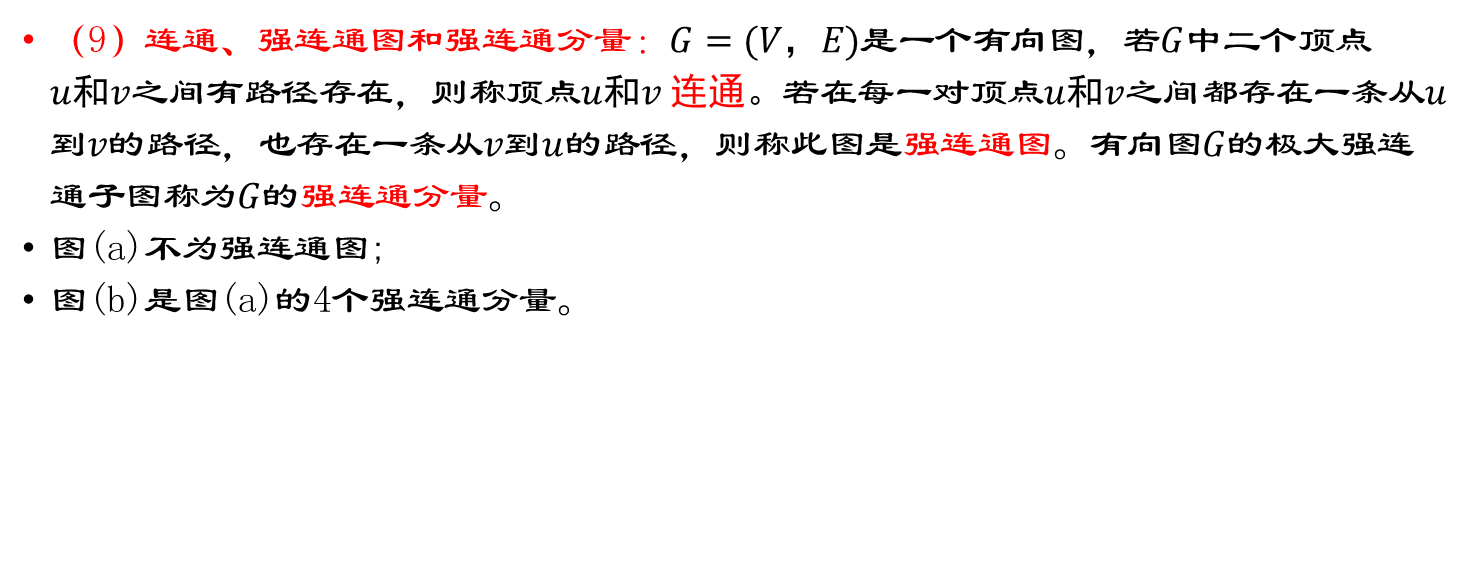 • （9）连通、强连通图和强连通分量：G = (V，E)是一个有向图，若G中二个顶点
u和v之间有路径存在，则称顶点u和v 连通。若在每一对顶点u和v之间都存在一条从u
到v的路径，也存在一条从v到u的路径，则称此图是强连通图。有向图G的极大强连
通子图称为G的强连通分量。
• 图(a)不为强连通图；
• 图(b)是图(a)的4个强连通分量。